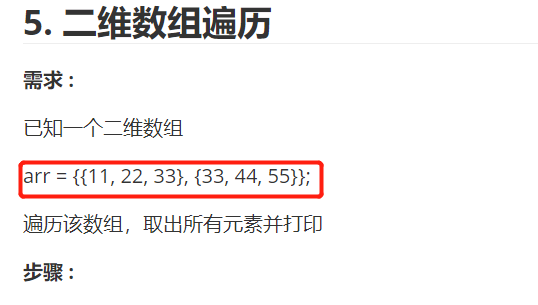 5. 二维数组遍历
需求：
已知一个二维数组
arr = {{11, 22, 33}, {33, 44, 55}};
遍历该数组，取出所有元素并打印
步骤：